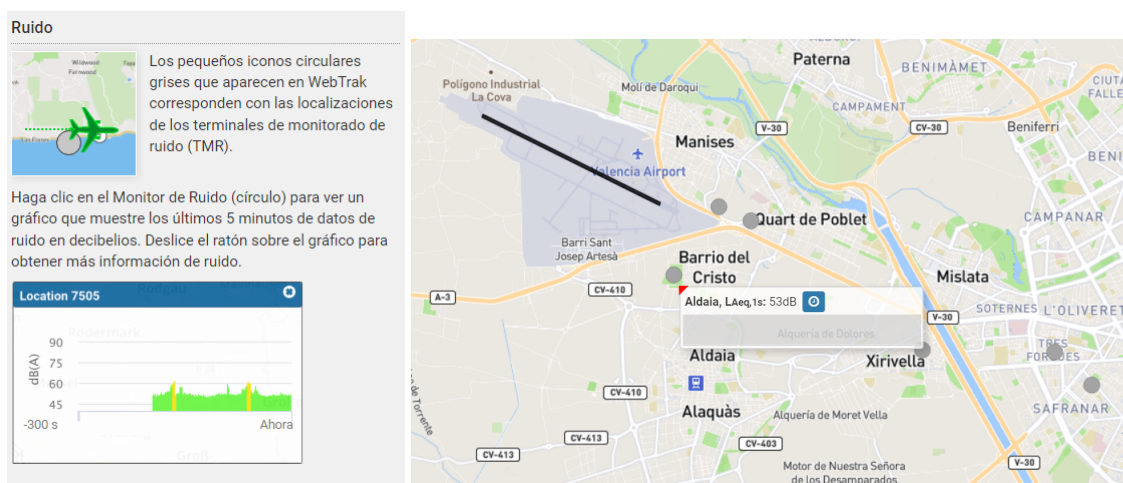 Ruido
Los pequeños iconos circulares
grises que aparecen en WebTrak
corresponden con las localizaciones
de los terminales de monitorado de
ruido (TMR).
Haga clic en el Monitor de Ruido (círculo) para ver un
gráfico que muestre los últimos 5 minutos de datos de
ruido en decibelios. Deslice el ratón sobre el gráfico para
obtener más información de ruido.
Location 7505
dB(A)
90
75
60
45
-300 s
Ahora
Paterna
BENIMÀMET
Polígono Industrial
La Cova
Molí de Daroqui
CIUT
FALLE
CAMPAMENT
V-30
CV-30
Beniferri
Manises
BENI
Valencia Airport
Quart de Poblet
CAMPANAR
Barri Sant
Josep Artesà
Barrio del
Cristo
Mislata
CV-410
A-3
Aldaia, LAeq,1s: 53dB
SOTERNES
L'OLIVERET
V-30
Alquería de Dolores
Aldaia
Xirivella
TRES
FORQUES
CV-410
de Torrente
Alaquàs
Alquería de Moret Vella
SAFRANAR
CV-413
CV-403
CV-413
Motor de Nuestra Señora
de los Desamparados
V-30